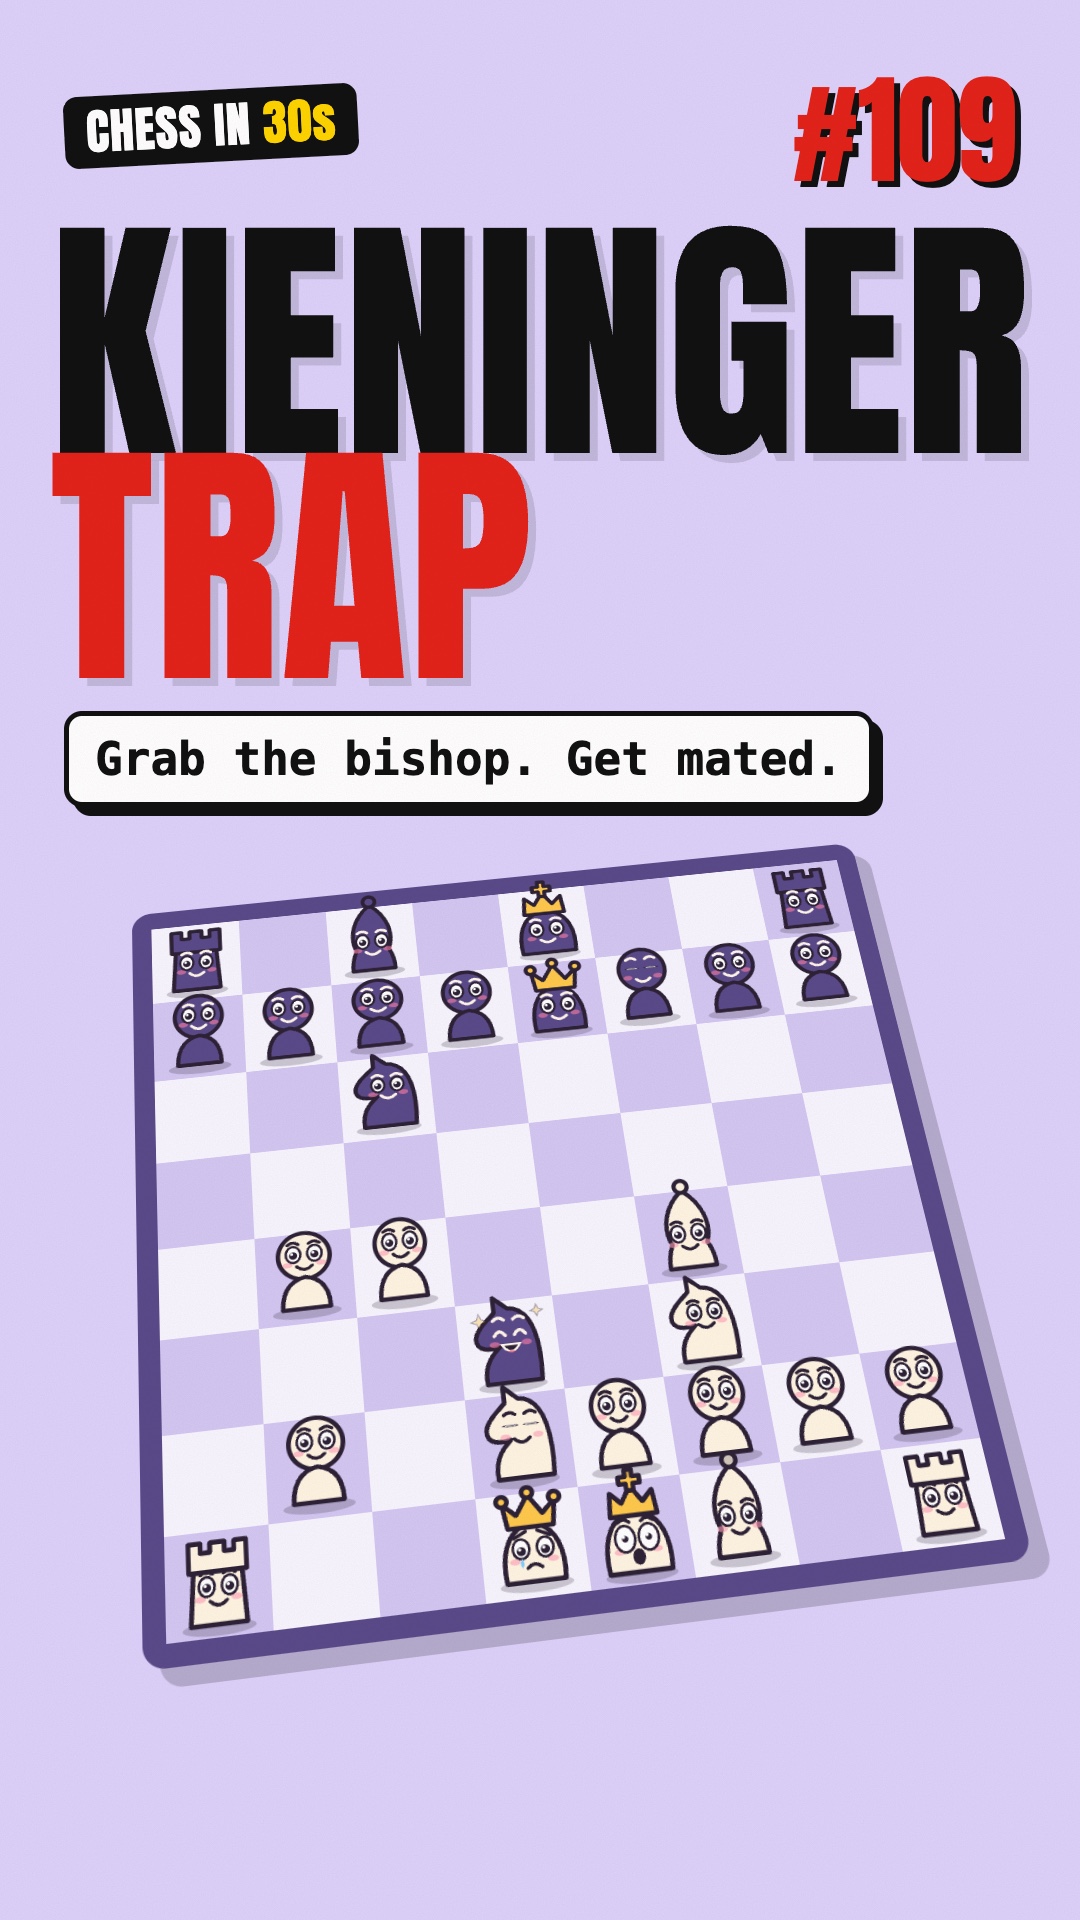 CHESS IN 30s
#109
KIENINGER
TRAP
Grab the bishop. Get mated.